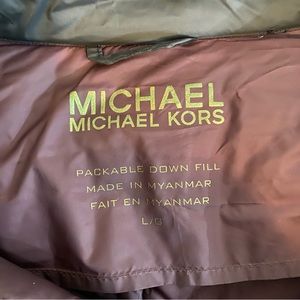 MICHAEL
MICHAEL KORS
PACKABLE DOWN FILL
MADE IN MYANMAR
FAIT EN MYANMAR
L/G